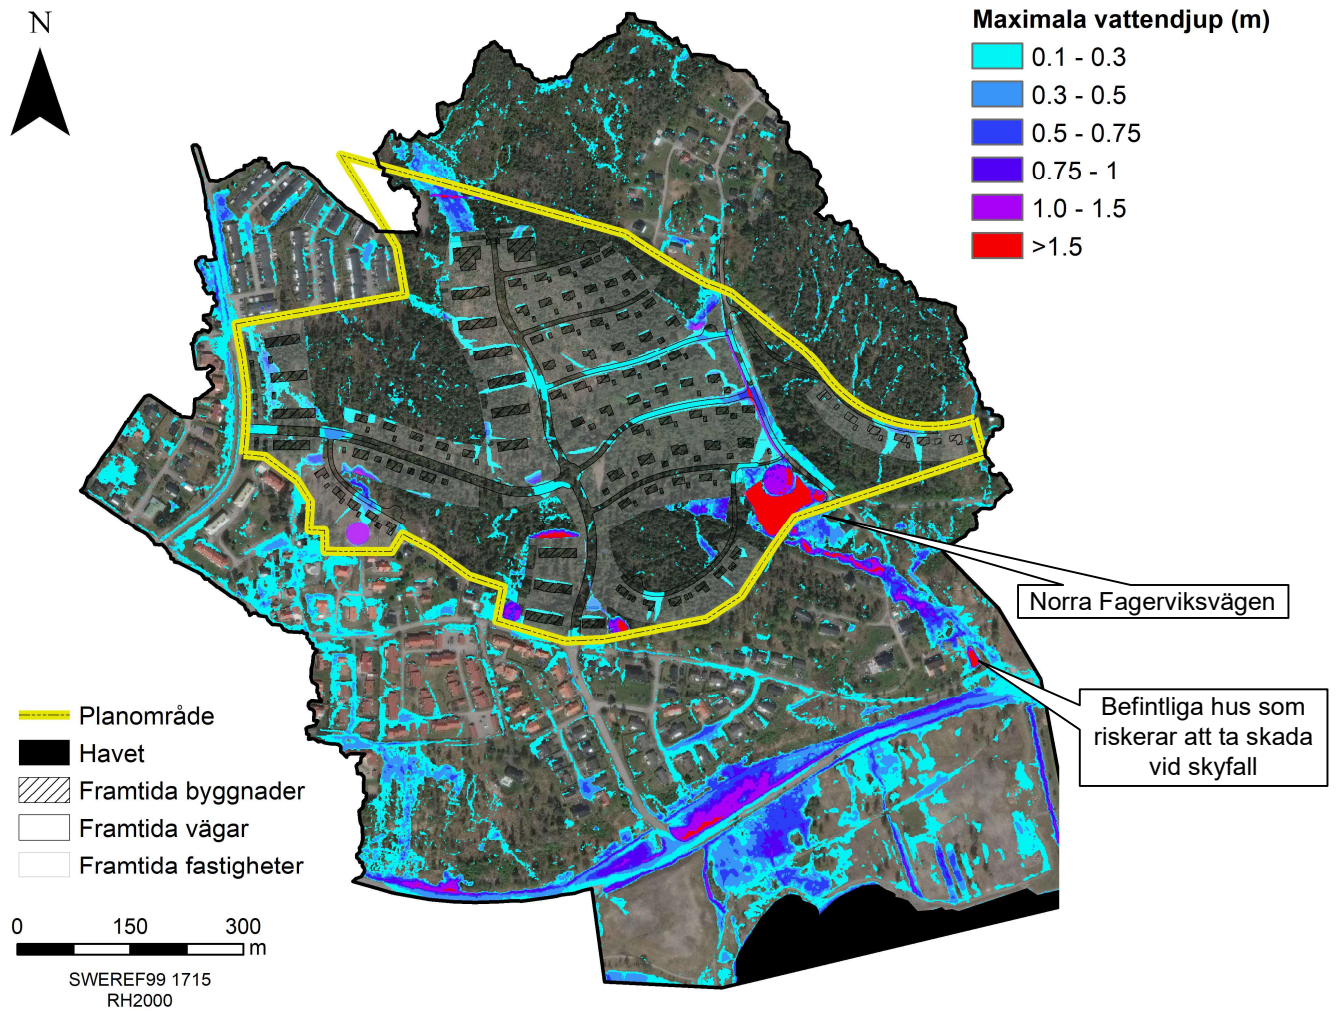 N
Maximala vattendjup (m)
0.1 - 0.3
0.3 - 0.5
0.5 - 0.75
0.75 - 1
1.0 - 1.5
>1.5
Norra Fagerviksvägen
Befintliga hus som
riskerar att ta skada
vid skyfall
Planområde
Havet
Framtida byggnader
Framtida vägar
Framtida fastigheter
0 150 300
m
SWEREF99 1715
RH2000